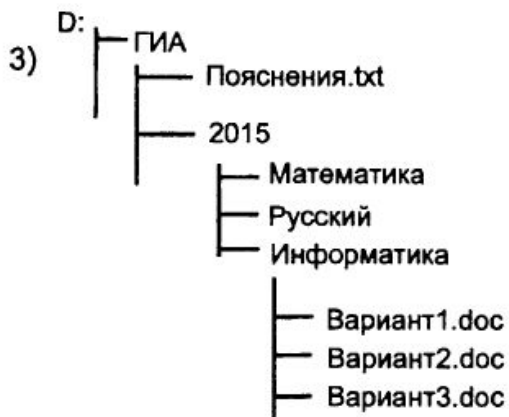 D:
ГИА
3)
Пояснения.txt
2015
Математика
Русский
Информатика
Вариант1.doc
Вариант2.doc
Вариант3.doc